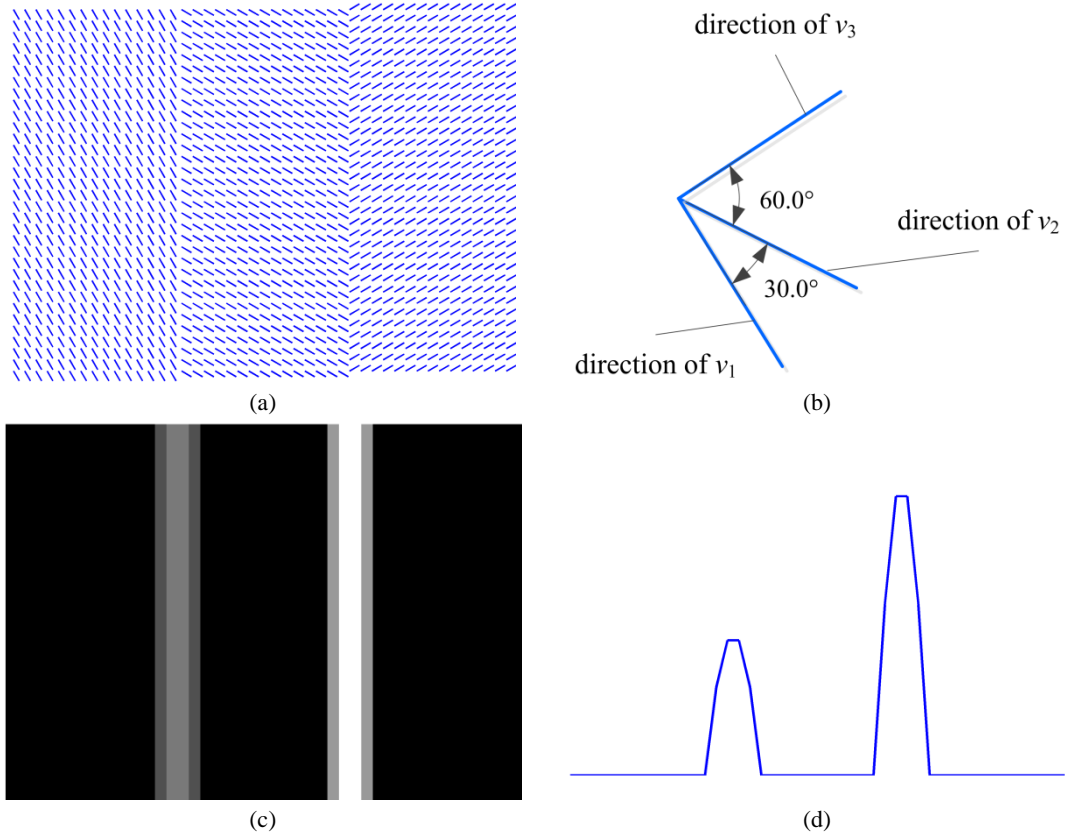 direction of v3
60.0°
direction of v2
30.0°
direction of v1
(a)
(b)
(c)
(d)